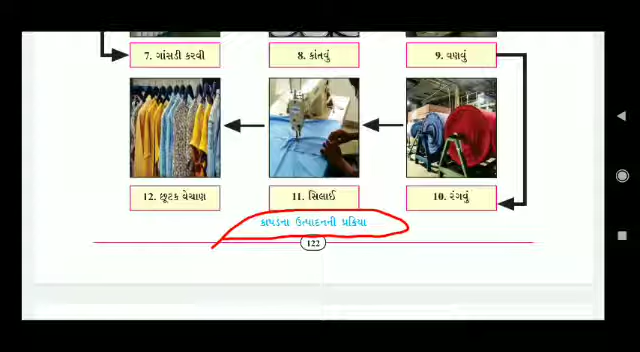 7. ગાંસડી કરવી
8. કાંતવું
9. વણવું
12. છૂટક વેચાણ
11. સિલાઈ
10. રંગવું
કાપડના ઉત્પાદનની પ્રક્રિયા
122